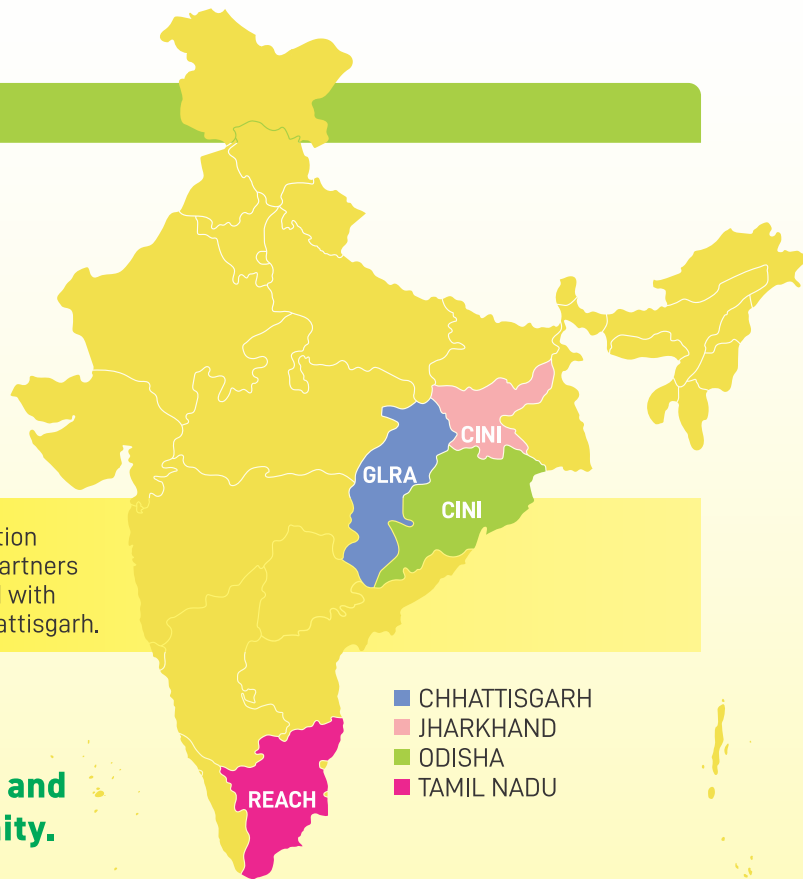 CINI
GLRA
CINI
tion
artners
with
attisgarh.
CHHATTISGARH
JHARKHAND
ODISHA
TAMIL NADU
and
ity.
REACH